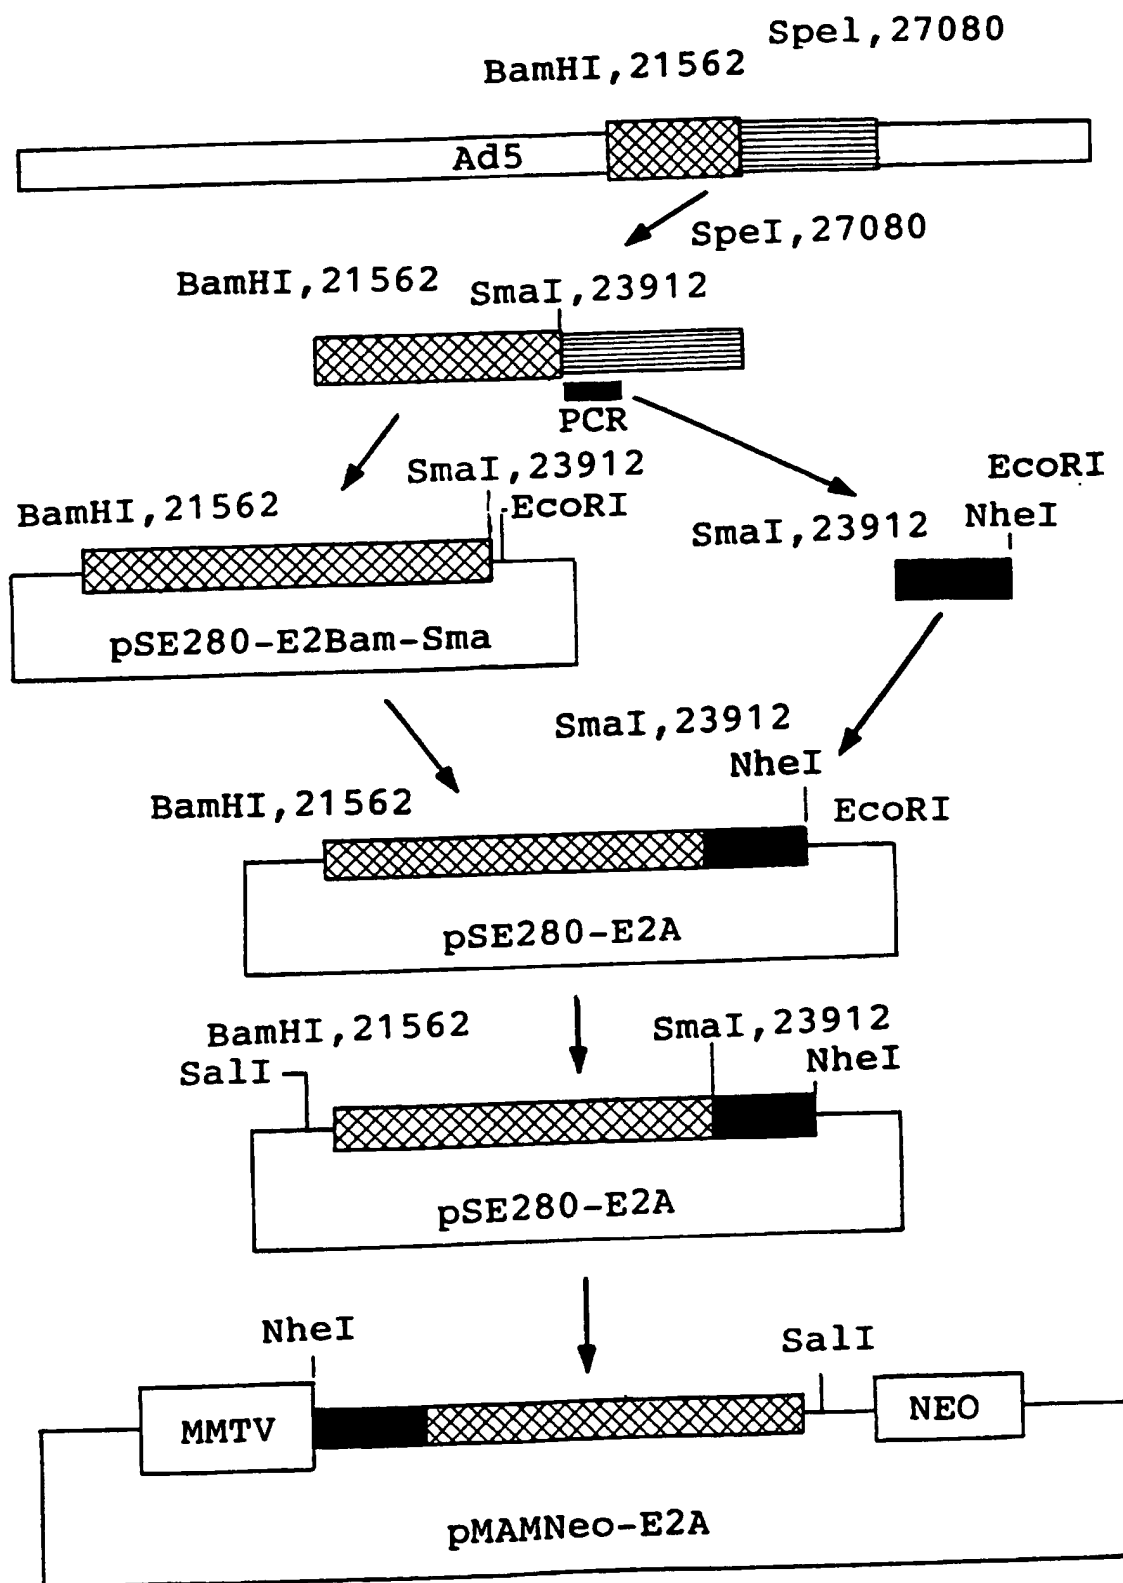 Spel,27080
BamHI,21562
Ad5
SpeI,27080
BamHI,21562
SmaI,23912
PCR
SmaI,23912
EcoRI
BamHI,21562
EcoRI
NheI
SmaI,23912
pSE280-E2Bam-Sma
SmaI,23912
NheI
BamHI,21562
EcoRI
pSE280-E2A
BamHI,21562
SmaI,23912
SalI
NheI
pSE280-E2A
NheI
SalI
MMTV
NEO
pMAMNeo-E2A